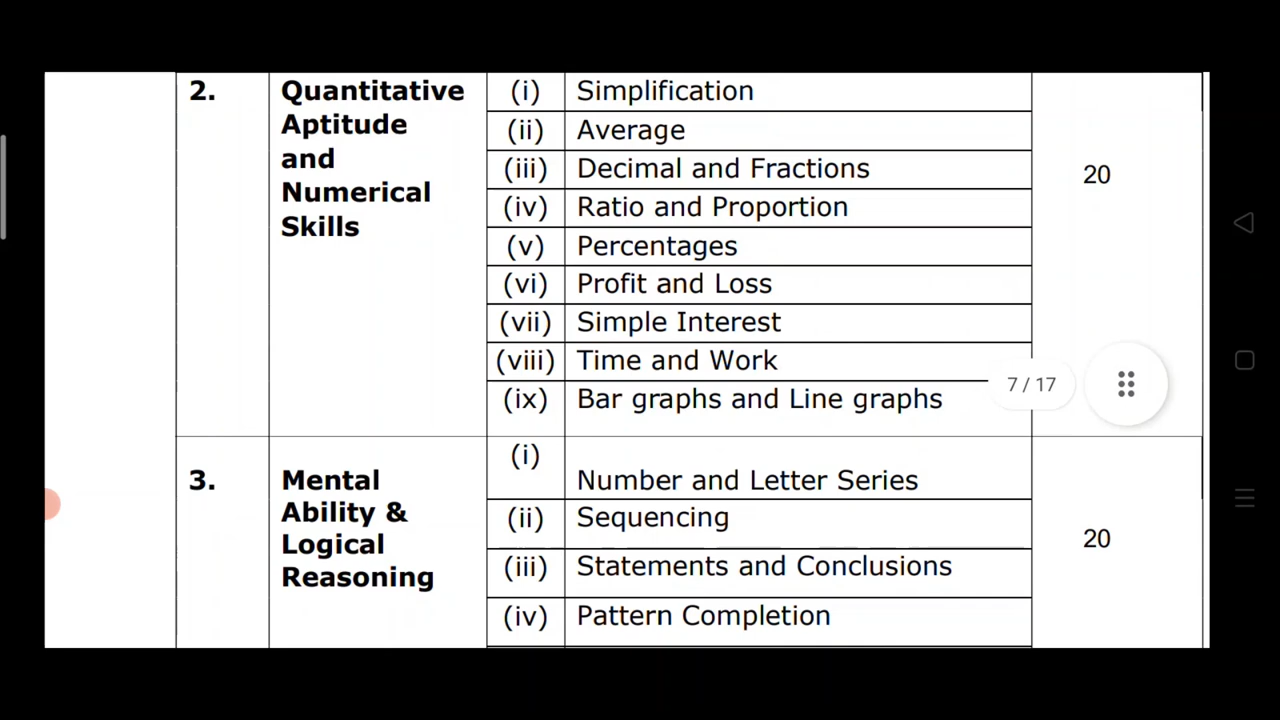 2.
Quantitative
Aptitude
and
Numerical
Skills
(i) Simplification
(ii) Average
(iii) Decimal and Fractions
(iv) Ratio and Proportion
(v) Percentages
(vi) Profit and Loss
(vii) Simple Interest
(viii) Time and Work
(ix) Bar graphs and Line graphs
20
7 / 17
3.
Mental
Ability &
Logical
Reasoning
(i) Number and Letter Series
(ii) Sequencing
(iii) Statements and Conclusions
(iv) Pattern Completion
20